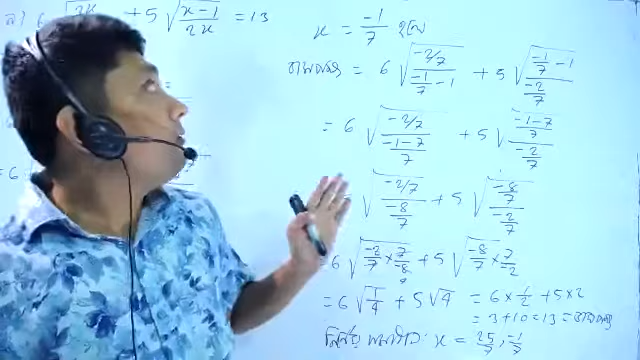 6√(2x/x-1) + 5√(x-1/2x) = 13
x = -1/7 হলে
বামপক্ষ = 6√((-2/7)/(-1/7 - 1)) + 5√((-1/7 - 1)/(-2/7))
= 6√((-2/7)/((-1-7)/7)) + 5√(((-1-7)/7)/(-2/7))
√((-2/7)/(-8/7)) + 5√((-8/7)/(-2/7))
6√(-2/7 × 7/-8) + 5√(-8/7 × 7/-2)
= 6√(1/4) + 5√4 = 6 × 1/2 + 5 × 2
= 3 + 10 = 13 = ডানপক্ষ
নির্ণেয় সমাধান: x =